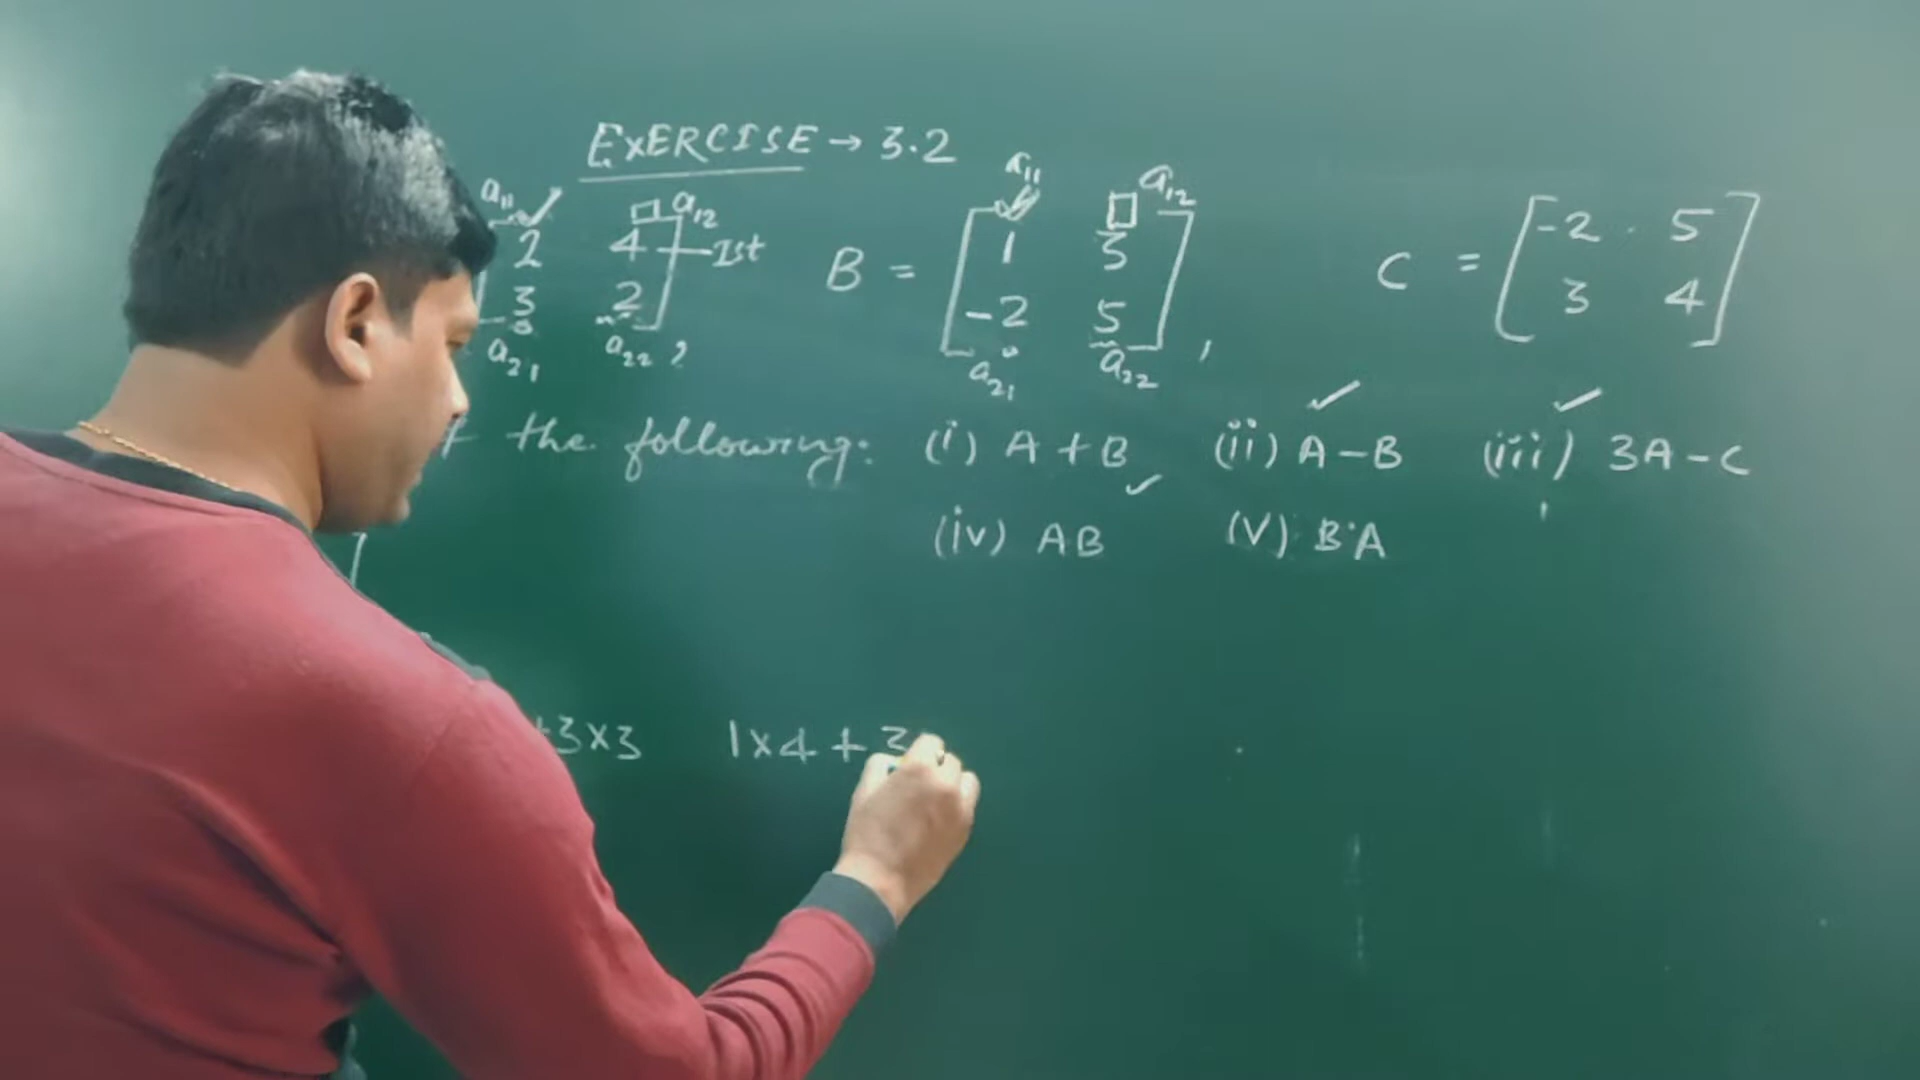 EXERCISE → 3.2
a11 a12 a11 a12
2 4 Ist B = 1 3 C = [-2 5
3 2 -2 5 3 4]
a21 a22 , a21 a22 ,
the following: (i) A + B (ii) A - B (iii) 3A - C
(iv) AB (V) BA
+3x3 1x4 + 3